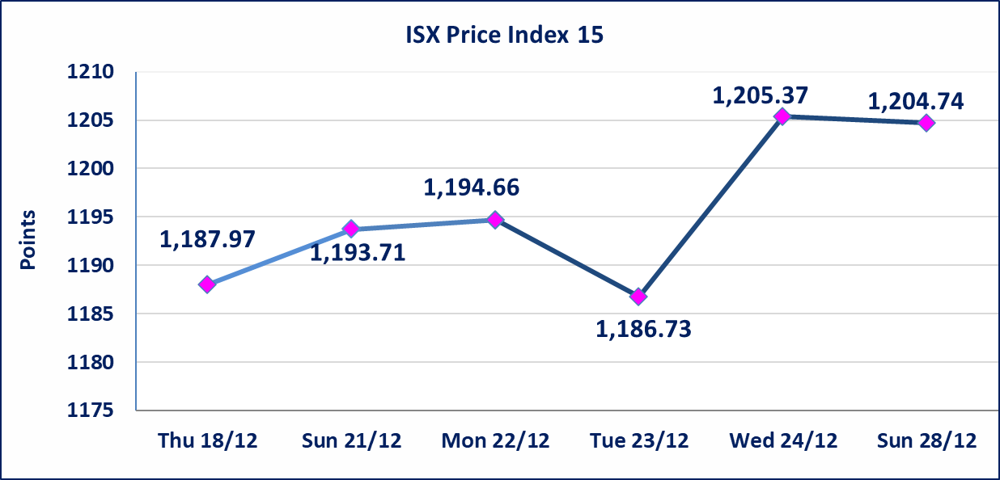 ISX Price Index 15
1210
1205
1200
1195
1190
1185
1180
1175
Points
1,187.97
1,193.71
1,194.66
1,186.73
1,205.37
1,204.74
Thu 18/12
Sun 21/12
Mon 22/12
Tue 23/12
Wed 24/12
Sun 28/12